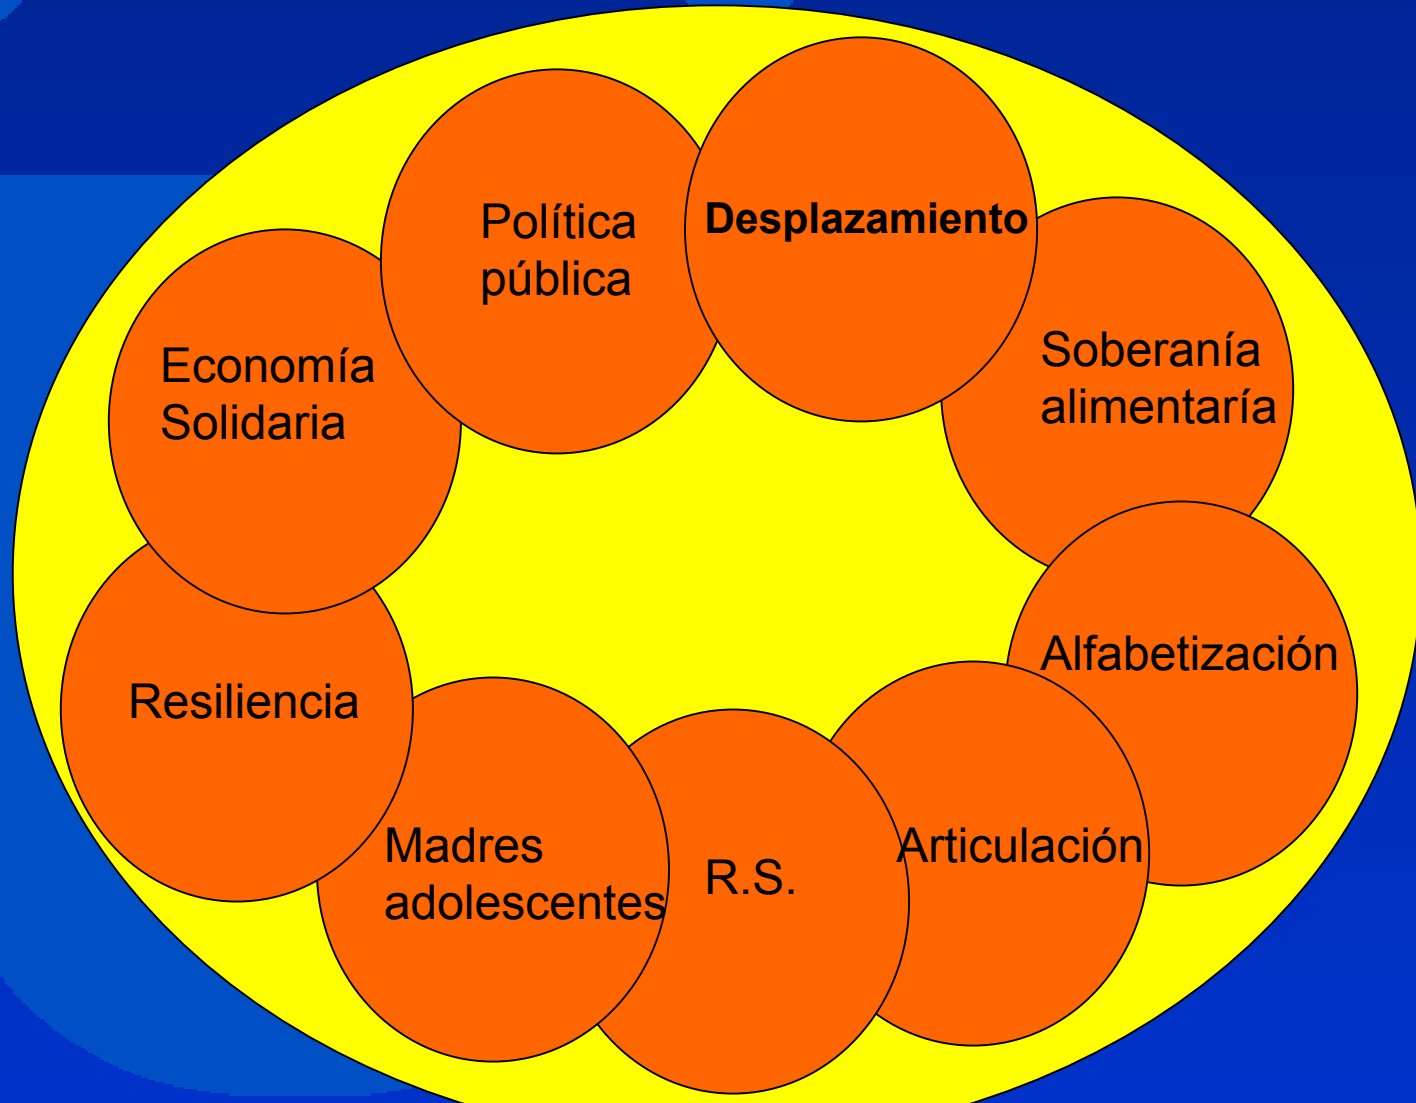 Política
pública
Desplazamiento
Economía
Solidaria
Soberanía
alimentaría
Resiliencia
Alfabetización
Madres
adolescentes
R.S.
Articulación